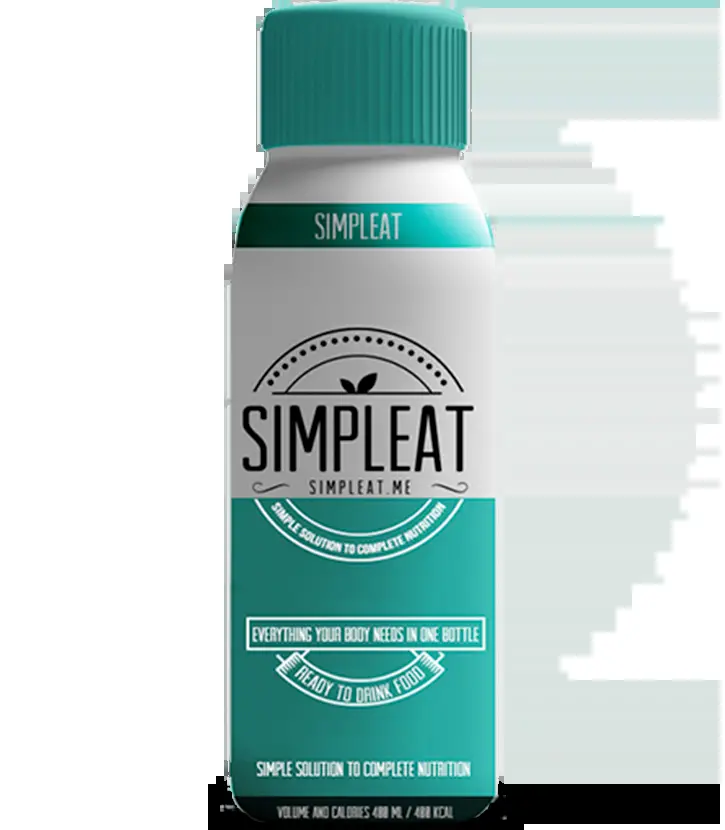 SIMPLEAT
SIMPLEAT
SIMPLEAT.ME
SIMPLE SOLUTION TO COMPLETE NUTRITION
EVERYTHING YOUR BODY NEEDS IN ONE BOTTLE
READY TO DRINK FOOD
SIMPLE SOLUTION TO COMPLETE NUTRITION
VOLUME AND CALORIES 400 ML / 400 KCAL